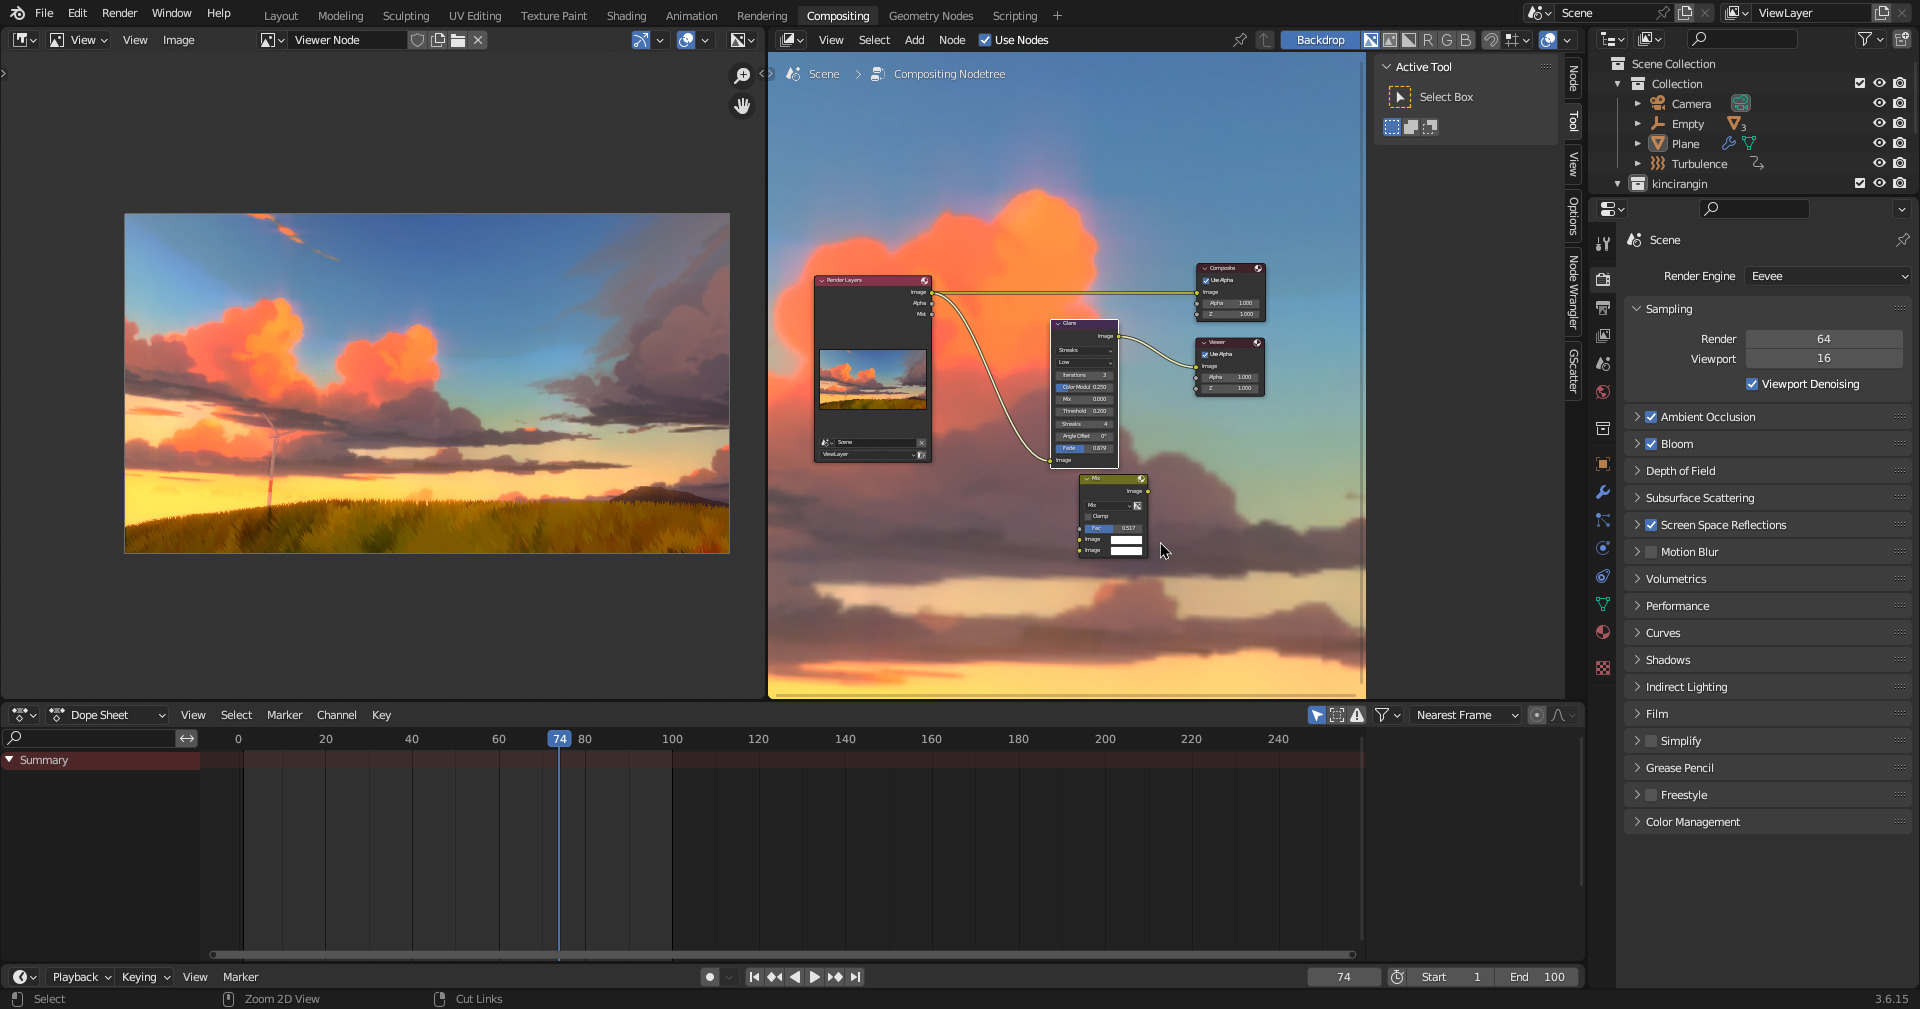 File Edit Render Window Help Layout Modeling Sculpting UV Editing Texture Paint Shading Animation Rendering Compositing Geometry Nodes Scripting + Scene ViewLayer
View View Image Viewer Node
View Select Add Node Use Nodes Backdrop R G B
Scene > Compositing Nodetree
Active Tool
Select Box
Node
Tool
View
Options
Node Wrangler
GScatter
Render Layers
Image
Alpha
Mist
Scene
ViewLayer
Glare
Image
Streaks
Low
Iterations 3
Color Modul 0.250
Mix 0.000
Threshold 0.200
Streaks 4
Angle Offset 0°
Fade 0.879
Image
Mix
Image
Mix
Clamp
Fac 0.517
Image
Image
Composite
Use Alpha
Image
Alpha 1.000
Z 1.000
Viewer
Use Alpha
Image
Alpha 1.000
Z 1.000
Scene Collection
Collection
Camera
Empty 3
Plane
Turbulence
kincirangin
Scene
Render Engine Eevee
Sampling
Render 64
Viewport 16
Viewport Denoising
Ambient Occlusion
Bloom
Depth of Field
Subsurface Scattering
Screen Space Reflections
Motion Blur
Volumetrics
Performance
Curves
Shadows
Indirect Lighting
Film
Simplify
Grease Pencil
Freestyle
Color Management
Dope Sheet View Select Marker Channel Key Nearest Frame
0 20 40 60 74 80 100 120 140 160 180 200 220 240
Summary
Playback Keying View Marker 74 Start 1 End 100
Select Zoom 2D View Cut Links 3.6.15